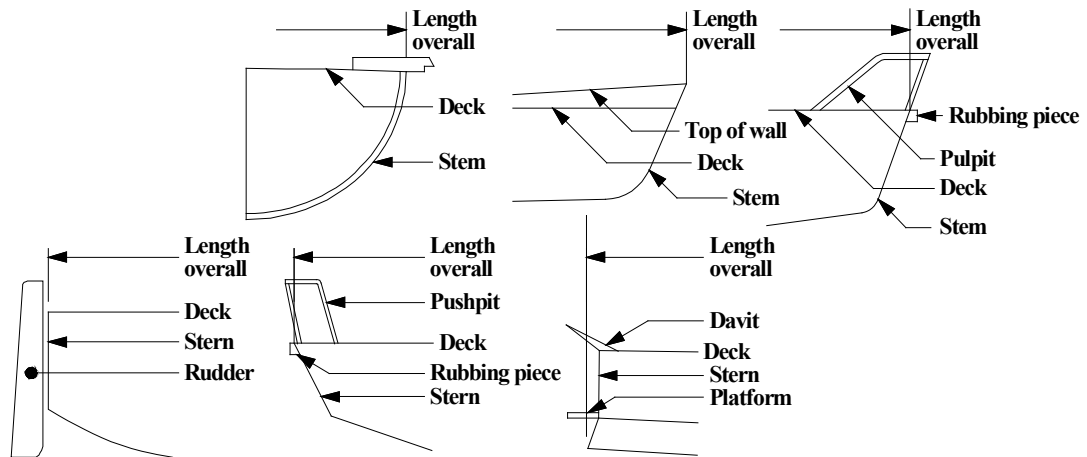 Length
overall
Deck
Stem
Length
overall
Top of wall
Deck
Stem
Length
overall
Rubbing piece
Pulpit
Deck
Stem
Length
overall
Deck
Stern
Rudder
Length
overall
Pushpit
Deck
Rubbing piece
Stern
Length
overall
Davit
Deck
Stern
Platform